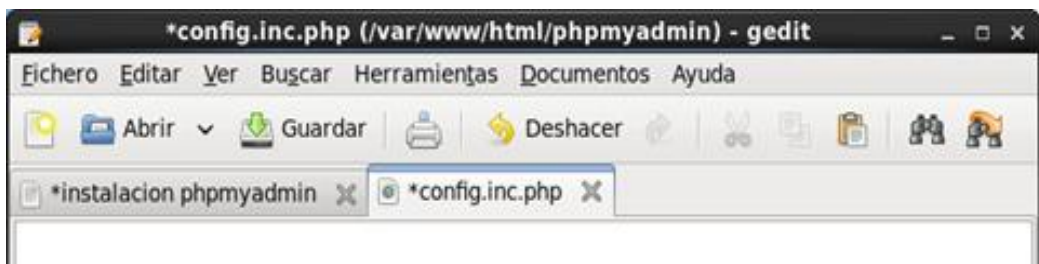 *config.inc.php (/var/www/html/phpmyadmin) - gedit
Fichero Editar Ver Buscar Herramientas Documentos Ayuda
Abrir Guardar Deshacer
*instalacion phpmyadmin *config.inc.php